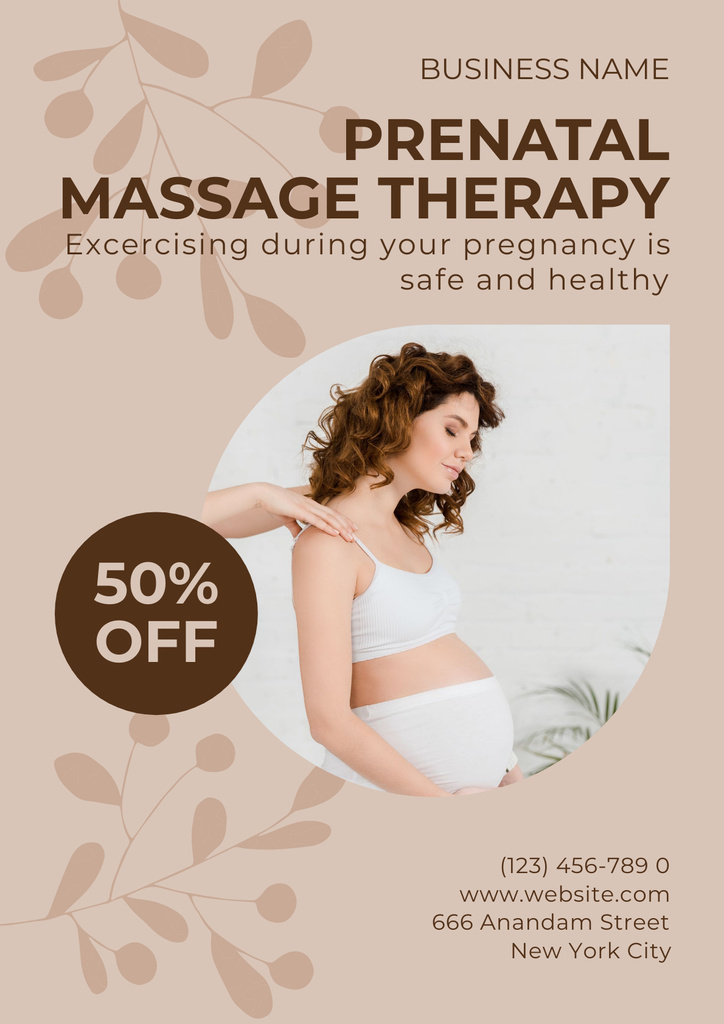 BUSINESS NAME
PRENATAL
MASSAGE THERAPY
Excercising during your pregnancy is
safe and healthy
50%
OFF
(123) 456-789 0
www.website.com
666 Anandam Street
New York City